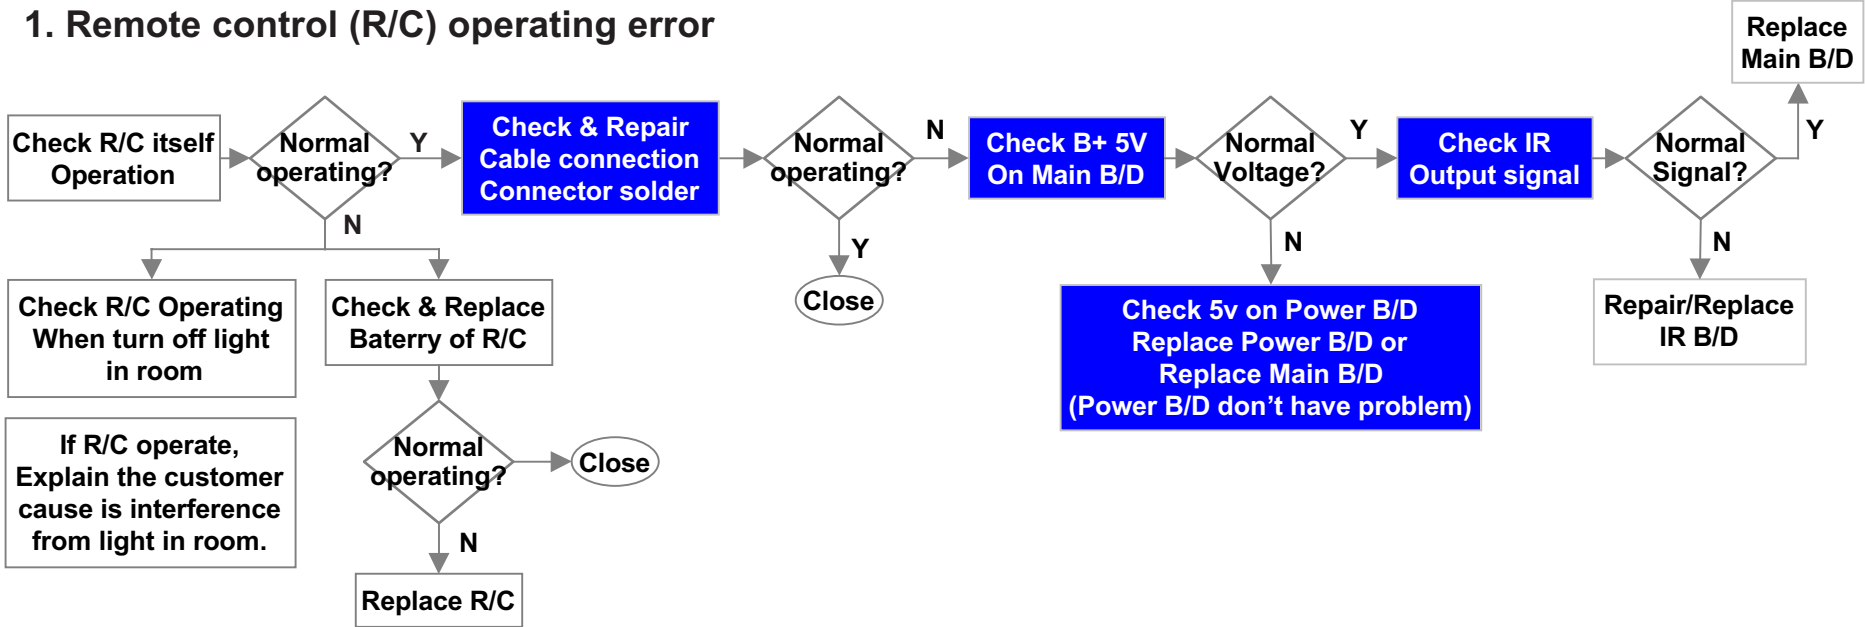 1. Remote control (R/C) operating error
Check R/C itself
Operation
Normal
operating?
Y
N
Check & Repair
Cable connection
Connector solder
Normal
operating?
N
Y
Close
Check B+ 5V
On Main B/D
Normal
Voltage?
Y
N
Check IR
Output signal
Normal
Signal?
Y
N
Replace
Main B/D
Check R/C Operating
When turn off light
in room
Check & Replace
Baterry of R/C
Check 5v on Power B/D
Replace Power B/D or
Replace Main B/D
(Power B/D don’t have problem)
Repair/Replace
IR B/D
If R/C operate,
Explain the customer
cause is interference
from light in room.
Normal
operating?
Close
N
Replace R/C